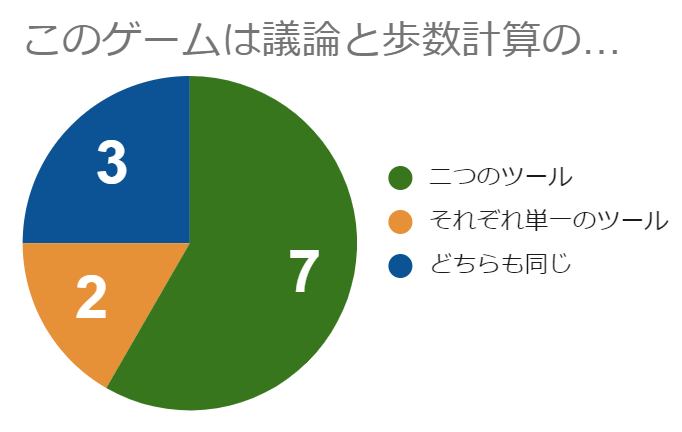 このゲームは議論と歩数計算の…
3
7
2
二つのツール
それぞれ単一のツール
どちらも同じ